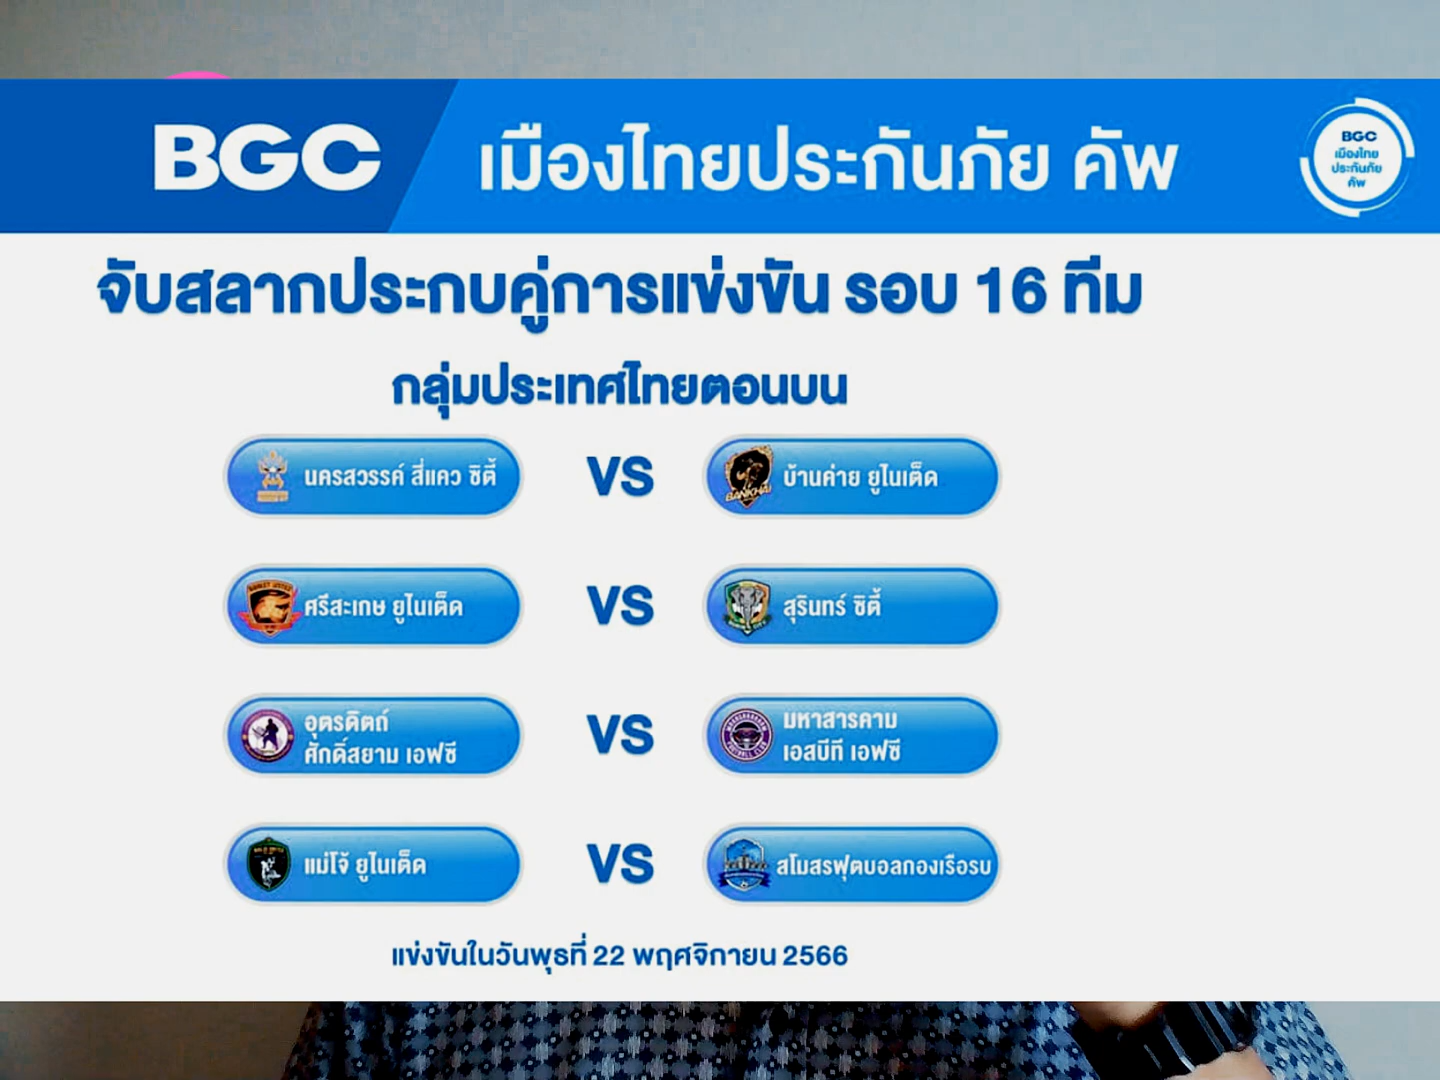 BGC เมืองไทยประกันภัย คัพ
BGC
เมืองไทย
ประกันภัย
คัพ
จับสลากประกบคู่การแข่งขัน รอบ 16 ทีม
กลุ่มประเทศไทยตอนบน
นครสวรรค์ สี่แคว ซิตี้ VS บ้านค่าย ยูไนเต็ด
BANKHAI
ศรีสะเกษ ยูไนเต็ด VS สุรินทร์ ซิตี้
อุตรดิตถ์
ศักดิ์สยาม เอฟซี
VS
มหาสารคาม
เอสบีที เอฟซี
แม่โจ้ ยูไนเต็ด VS สโมสรฟุตบอลกองเรือรบ
แข่งขันในวันพุธที่ 22 พฤศจิกายน 2566